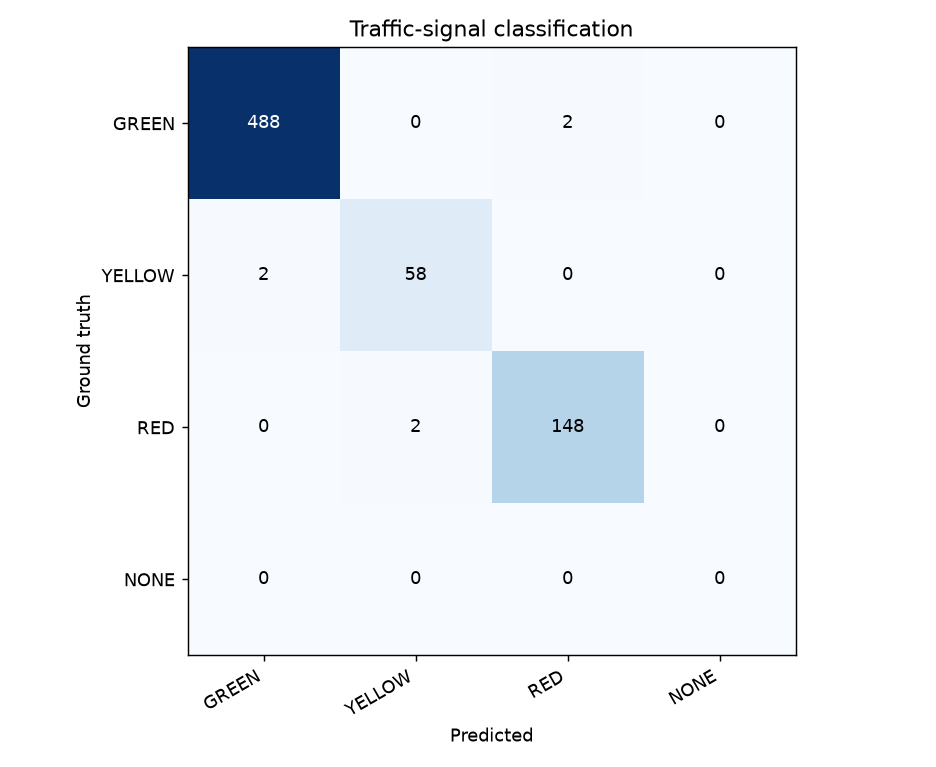 Traffic-signal classification
GREEN 488 0 2 0
YELLOW 2 58 0 0
Ground truth
RED 0 2 148 0
NONE 0 0 0 0
GREEN YELLOW RED NONE
Predicted